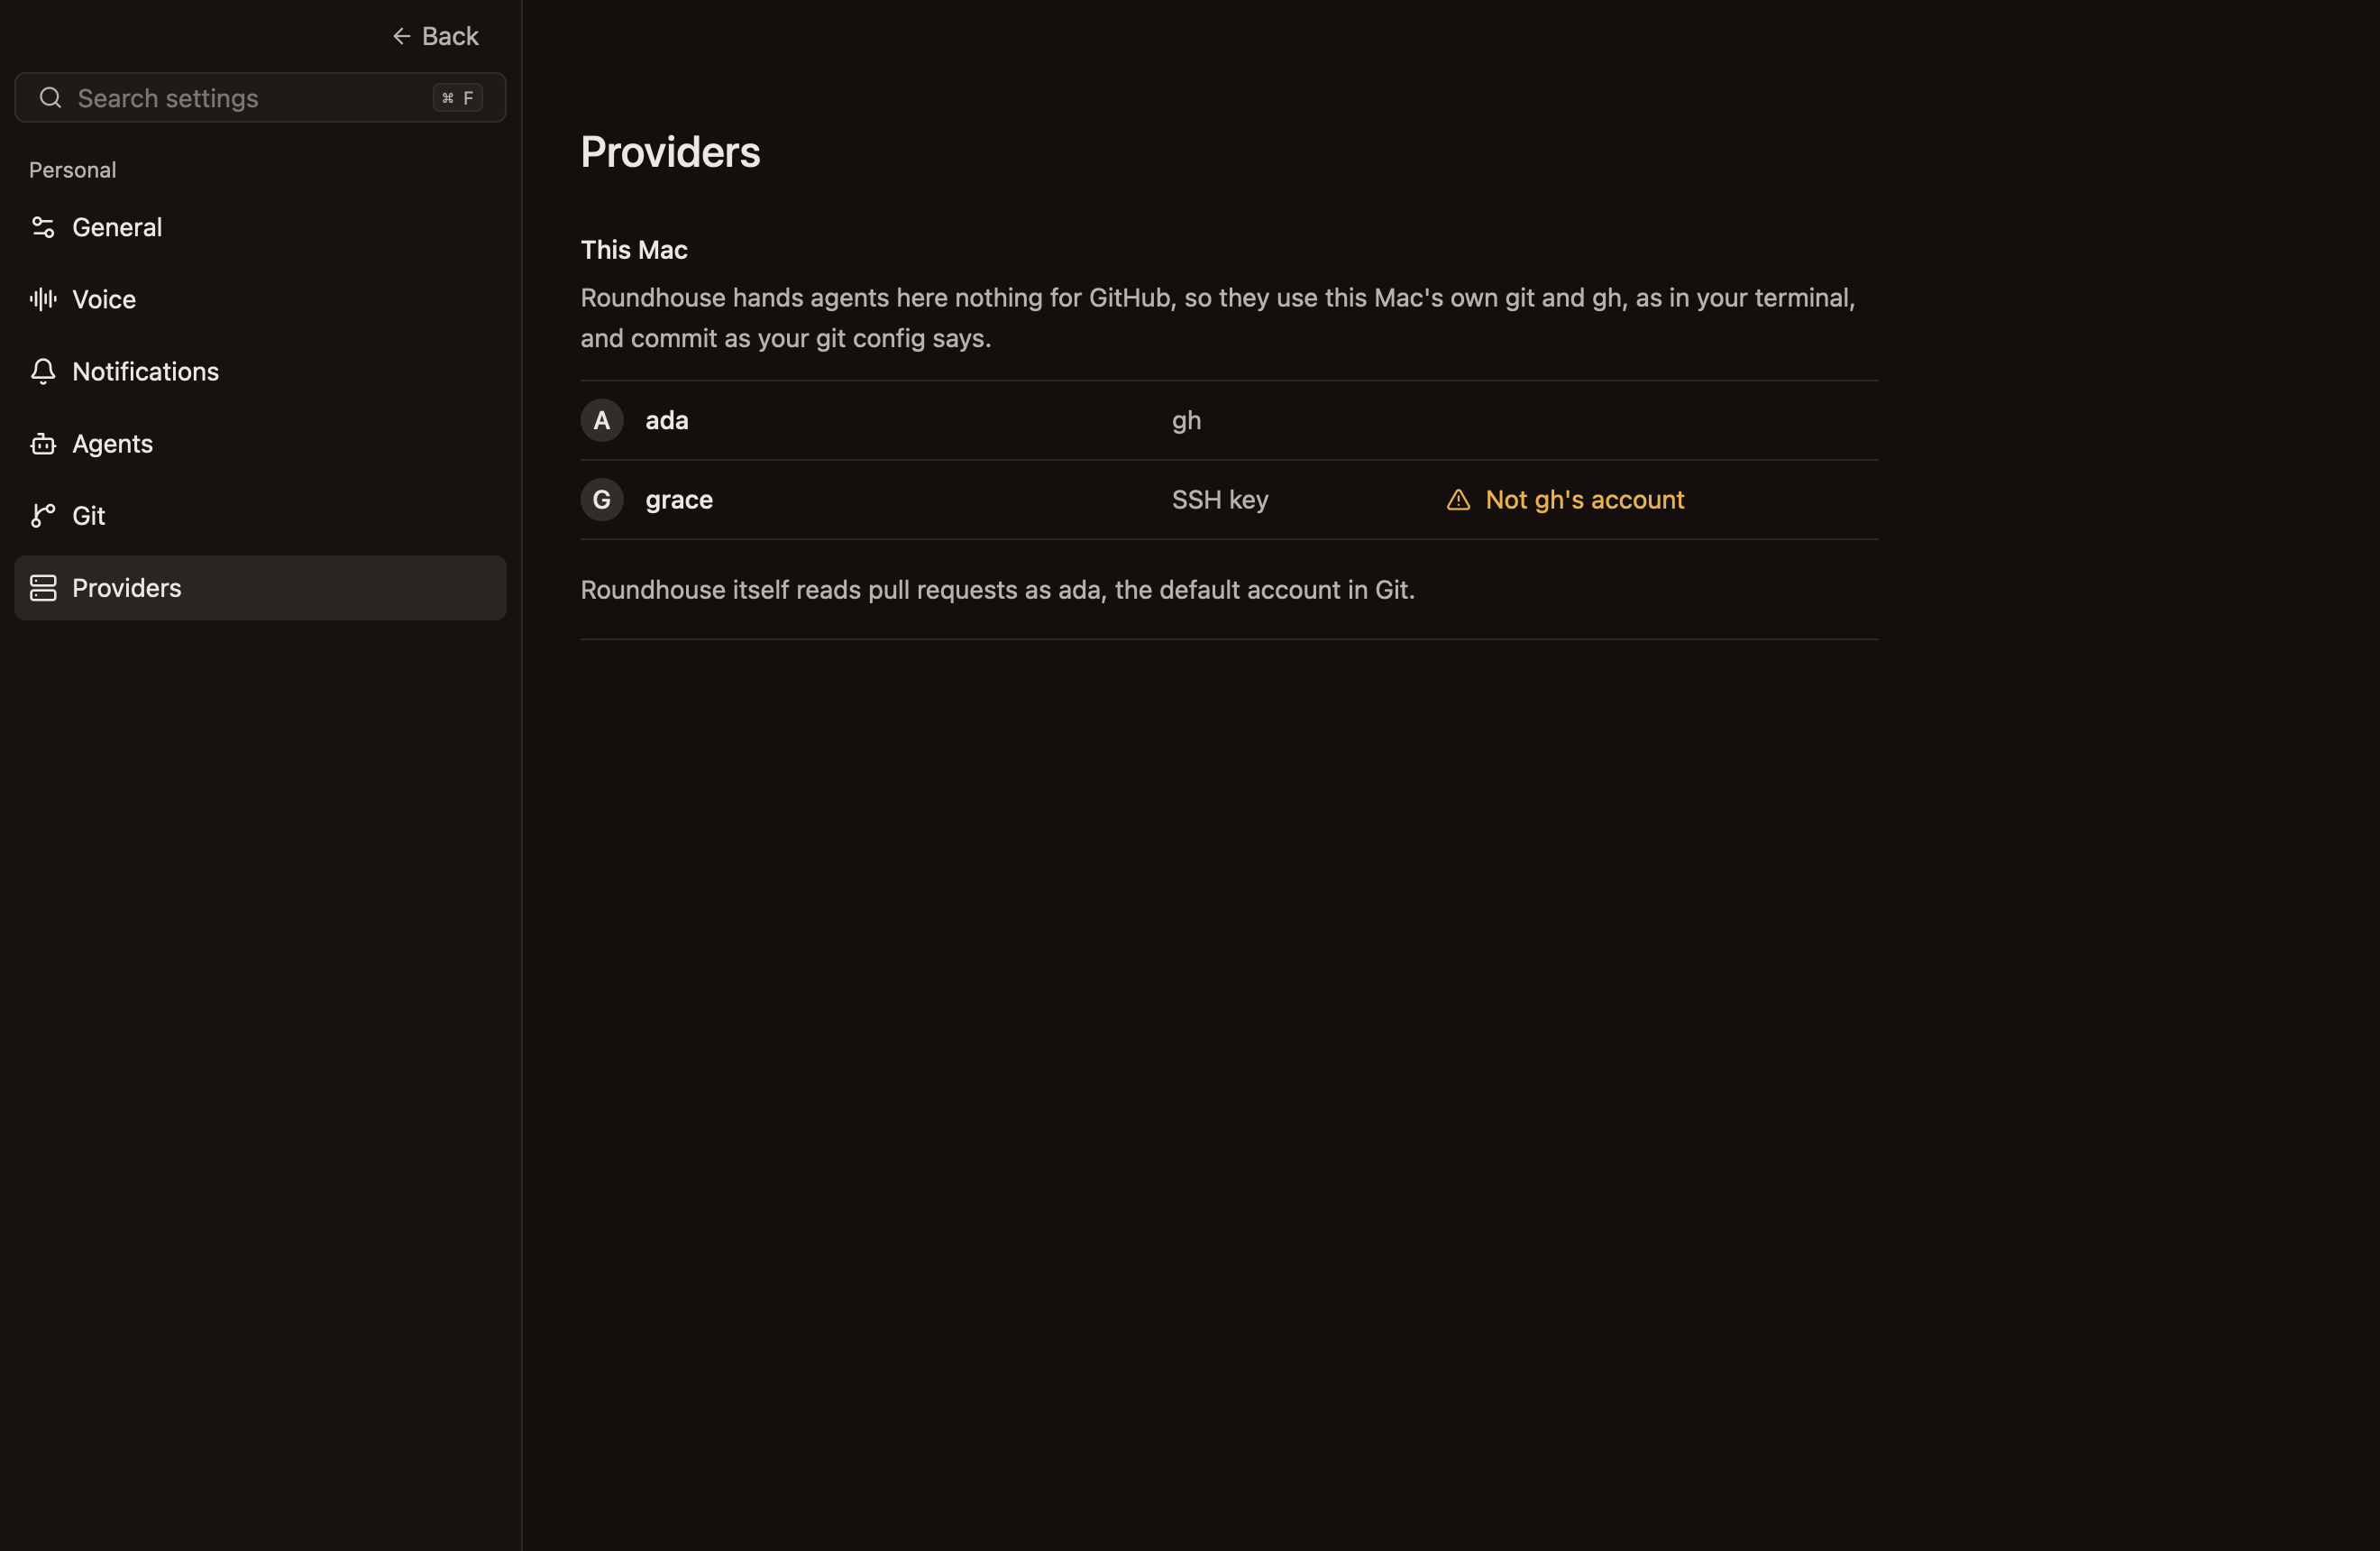 Back
Search settings
⌘ F
Personal
General
Voice
Notifications
Agents
Git
Providers
Providers
This Mac
Roundhouse hands agents here nothing for GitHub, so they use this Mac's own git and gh, as in your terminal,
and commit as your git config says.
A ada gh
G grace SSH key Not gh's account
Roundhouse itself reads pull requests as ada, the default account in Git.